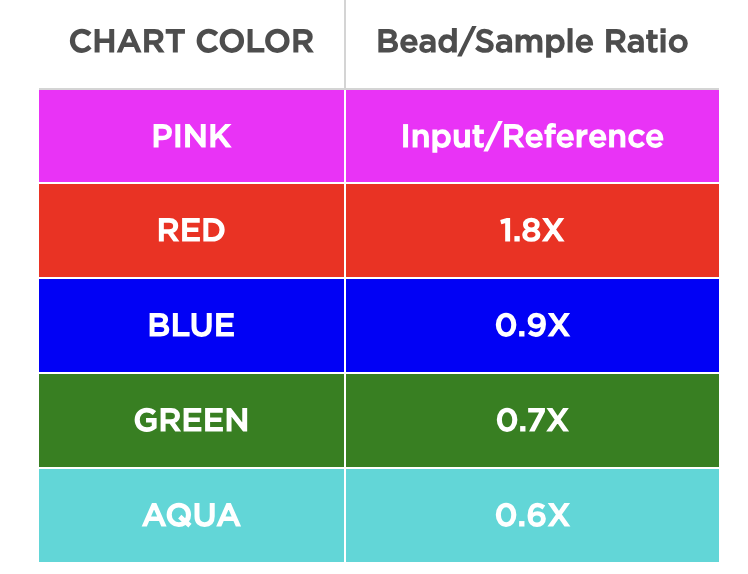 CHART COLOR Bead/Sample Ratio
PINK Input/Reference
RED 1.8X
BLUE 0.9X
GREEN 0.7X
AQUA 0.6X